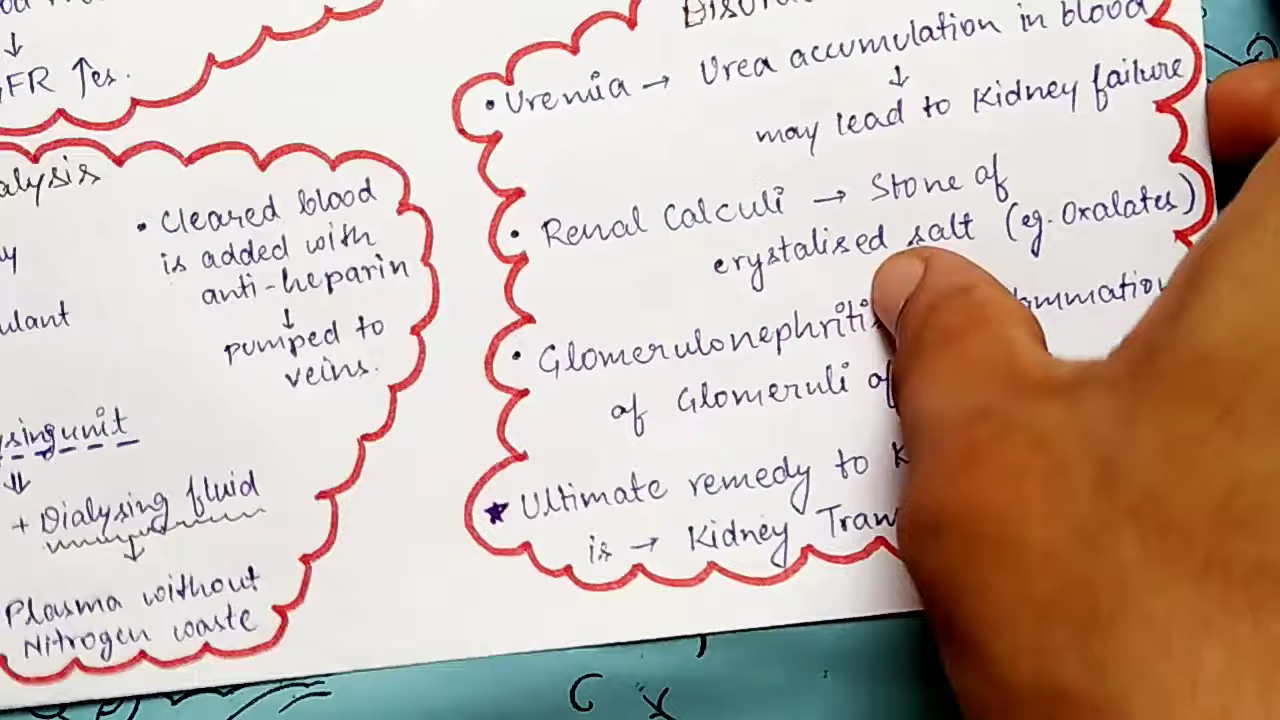 ↓
FR ↑es.
alysis
• Cleared blood
is added with
anti-heparin
↓
pumped to
veins.
ulant
singunit
⇓
+ Dialysing fluid
↓
Plasma without
Nitrogen waste
• Uremia → Urea accumulation in blood
↓
may lead to Kidney failure
• Renal Calculi → Stone of
crystalised salt (eg. Oxalates)
• Glomerulonephriti mmation
of Glomeruli of
★ Ultimate remedy to K
is → Kidney Tran